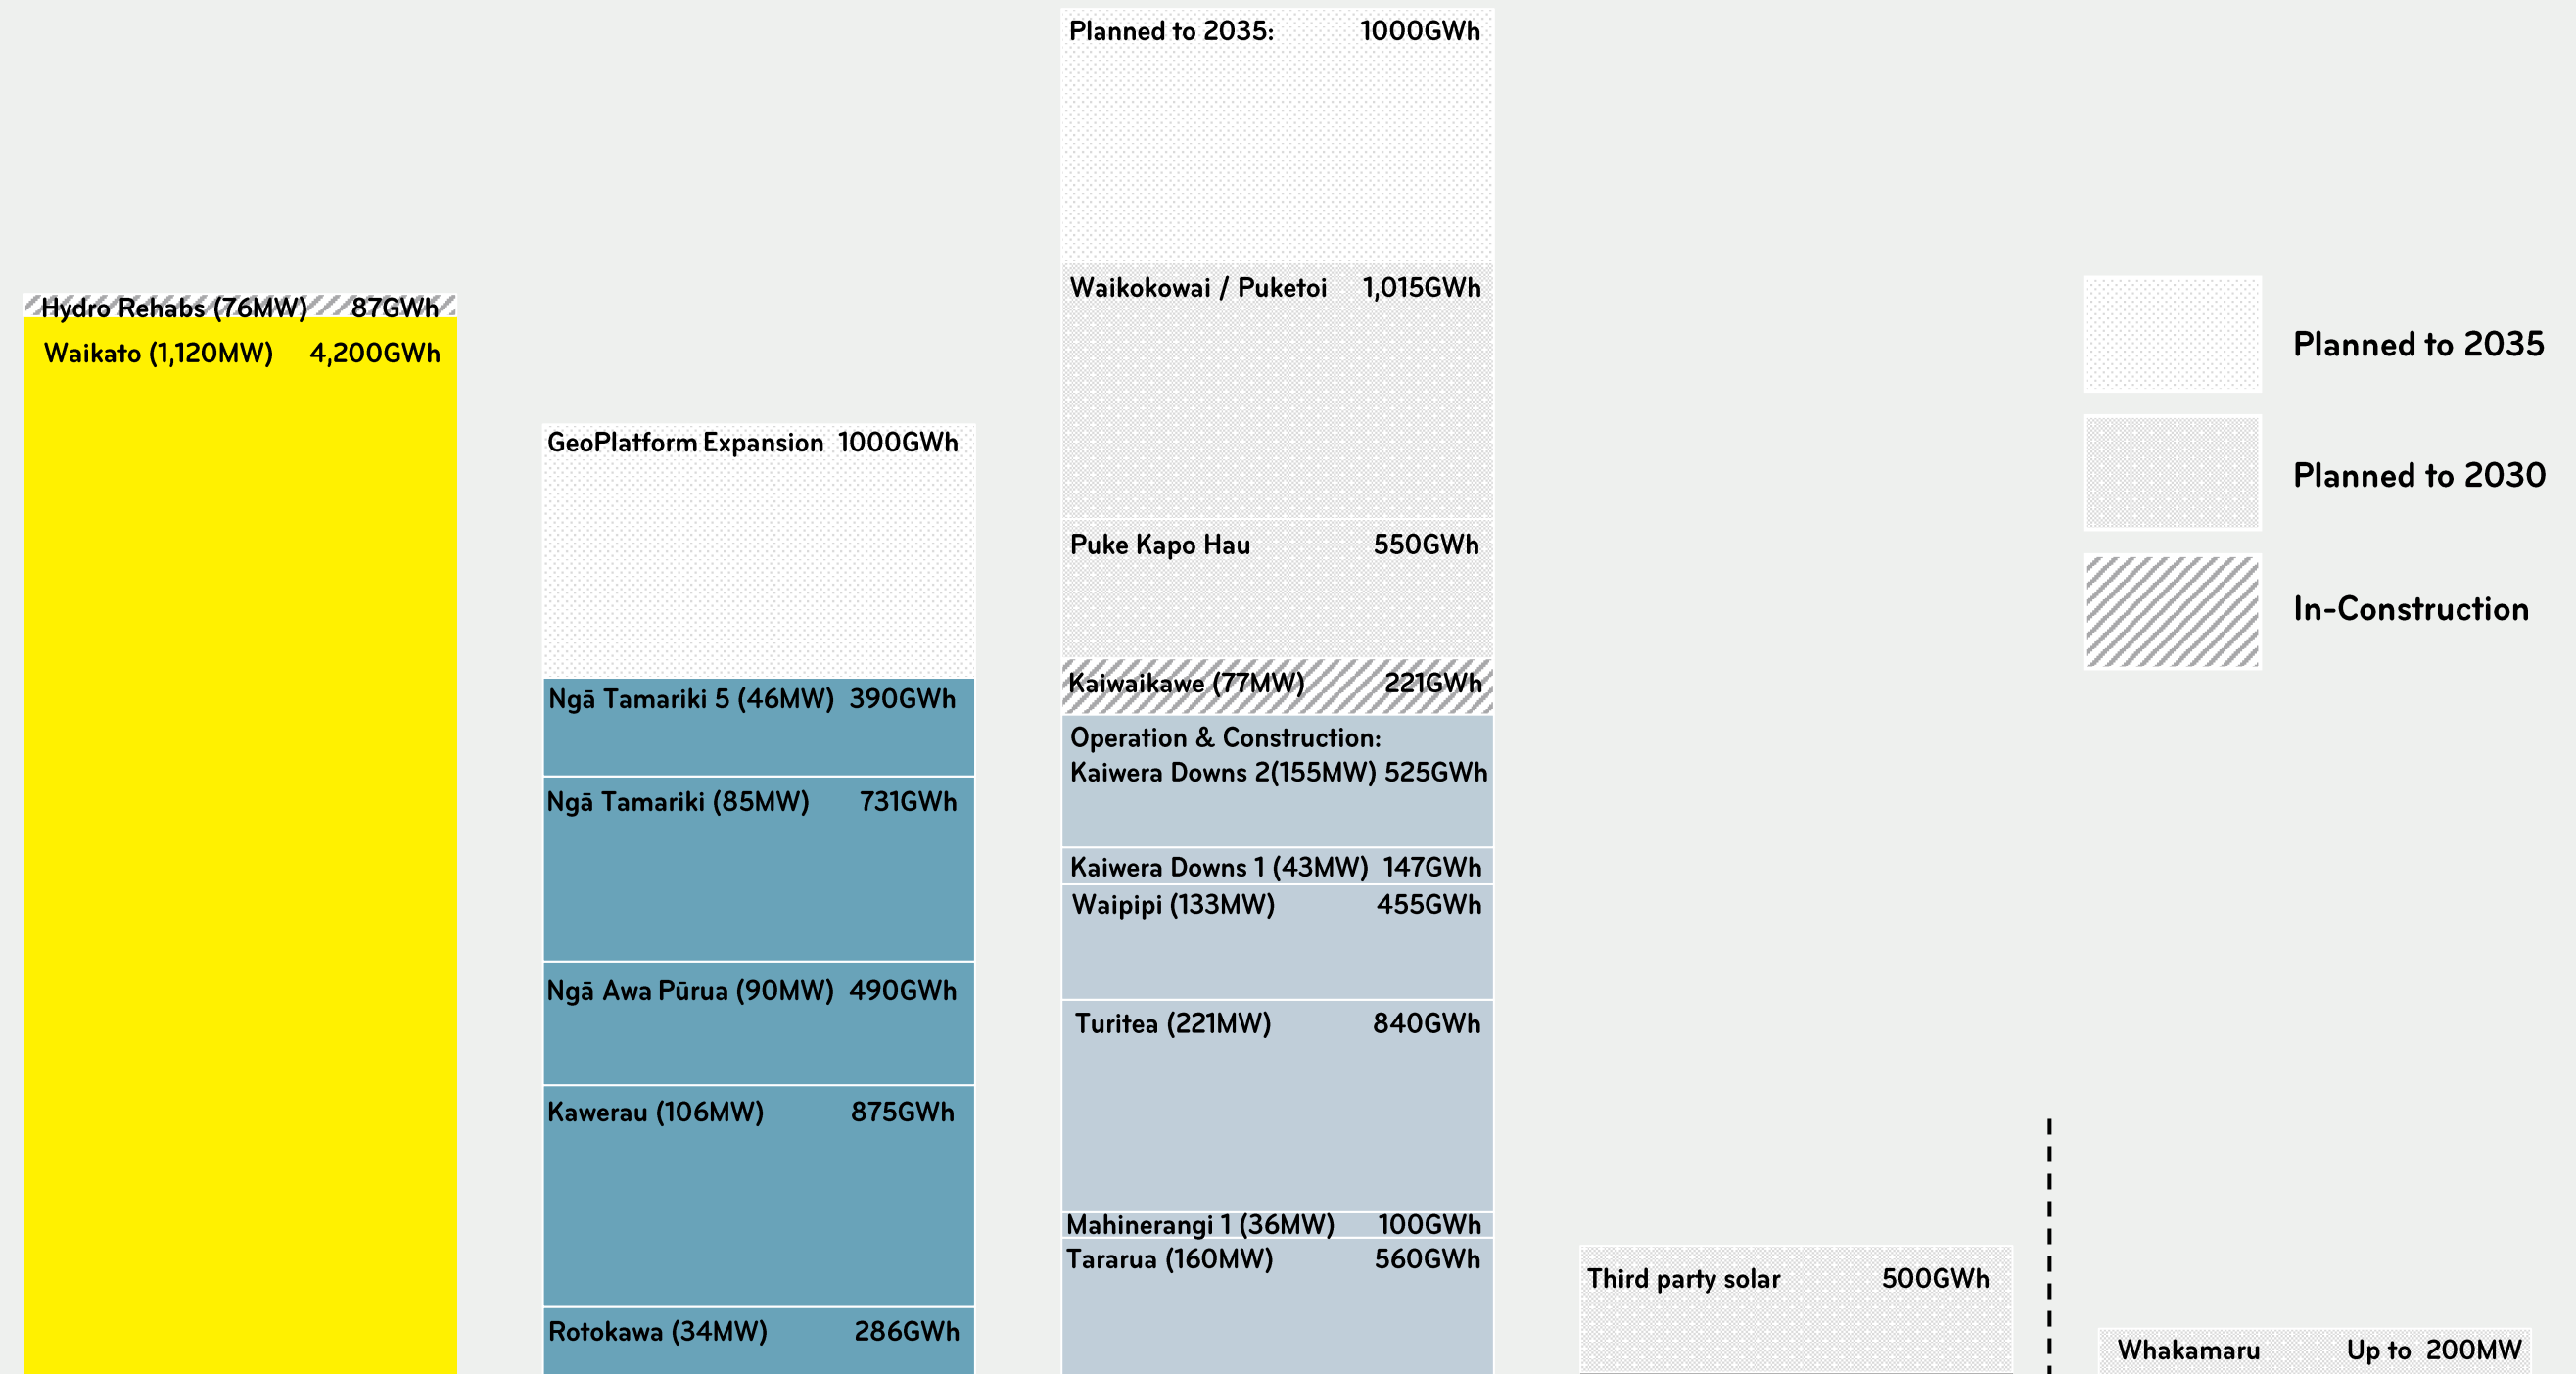 Hydro Rehabs (76MW) 87GWh
Waikato (1,120MW) 4,200GWh
GeoPlatform Expansion 1000GWh
Ngā Tamariki 5 (46MW) 390GWh
Ngā Tamariki (85MW) 731GWh
Ngā Awa Pūrua (90MW) 490GWh
Kawerau (106MW) 875GWh
Rotokawa (34MW) 286GWh
Planned to 2035: 1000GWh
Waikokowai / Puketoi 1,015GWh
Puke Kapo Hau 550GWh
Kaiwaikawe (77MW) 221GWh
Operation & Construction:
Kaiwera Downs 2(155MW) 525GWh
Kaiwera Downs 1 (43MW) 147GWh
Waipipi (133MW) 455GWh
Turitea (221MW) 840GWh
Mahinerangi 1 (36MW) 100GWh
Tararua (160MW) 560GWh
Third party solar 500GWh
Whakamaru Up to 200MW
Planned to 2035
Planned to 2030
In-Construction